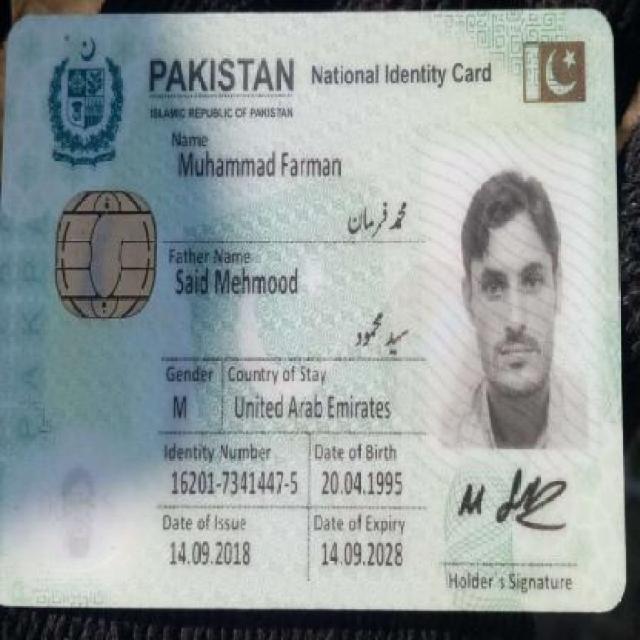 PAKISTAN National Identity Card
ISLAMIC REPUBLIC OF PAKISTAN
Name
Muhammad Farman
محمد فرمان
Father Name
Said Mehmood
سید محمود
Gender Country of Stay
M United Arab Emirates
Identity Number Date of Birth
16201-7341447-5 20.04.1995
Date of Issue Date of Expiry
14.09.2018 14.09.2028
Holder's Signature